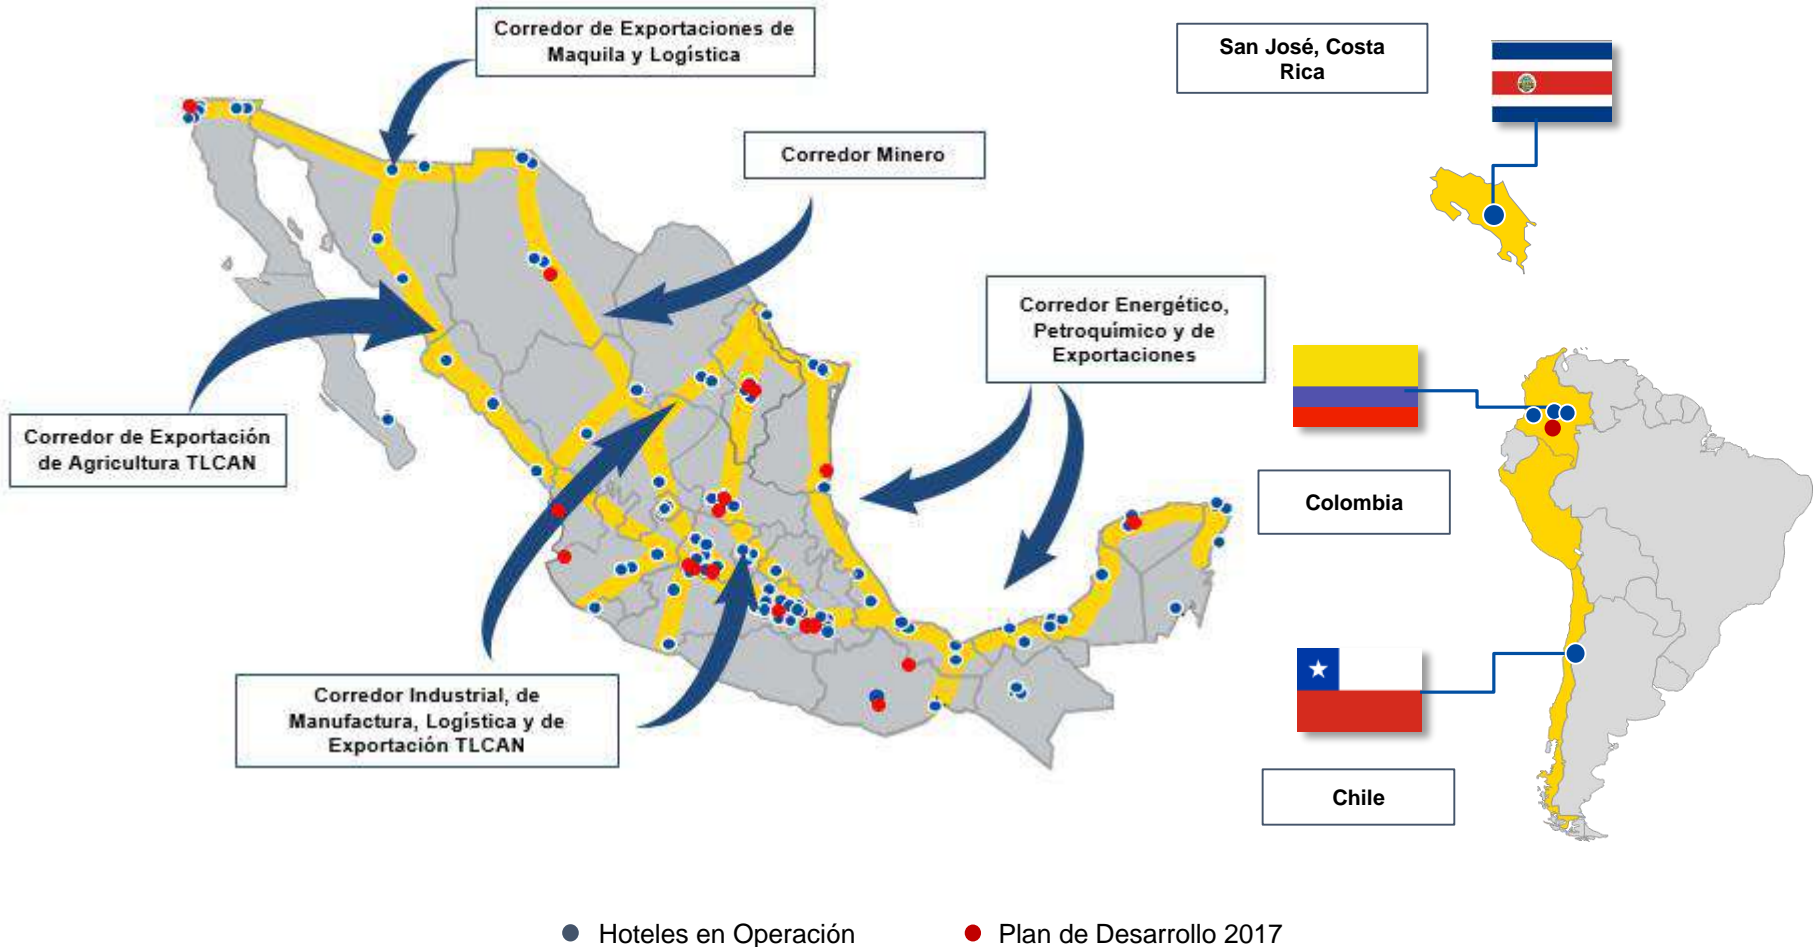 Corredor de Exportaciones de
Maquila y Logística
San José, Costa
Rica
Corredor Minero
Corredor Energético,
Petroquímico y de
Exportaciones
Corredor de Exportación
de Agricultura TLCAN
Colombia
Corredor Industrial, de
Manufactura, Logística y de
Exportación TLCAN
Chile
Hoteles en Operación
Plan de Desarrollo 2017